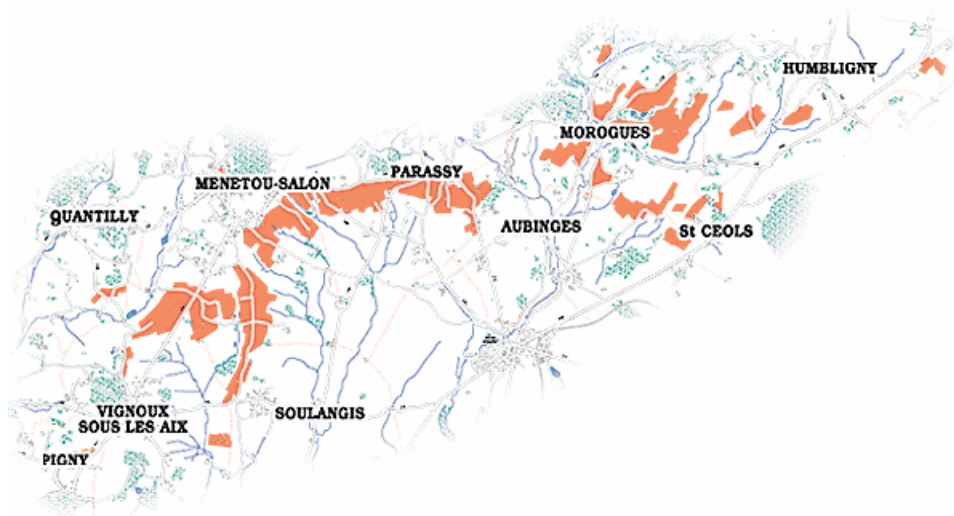 HUMBLIGNY
MOROGUES
PARASSY
MENETOU-SALON
QUANTILLY
AUBINGES
St CEOLS
VIGNOUX
SOUS LES AIX
SOULANGIS
PIGNY